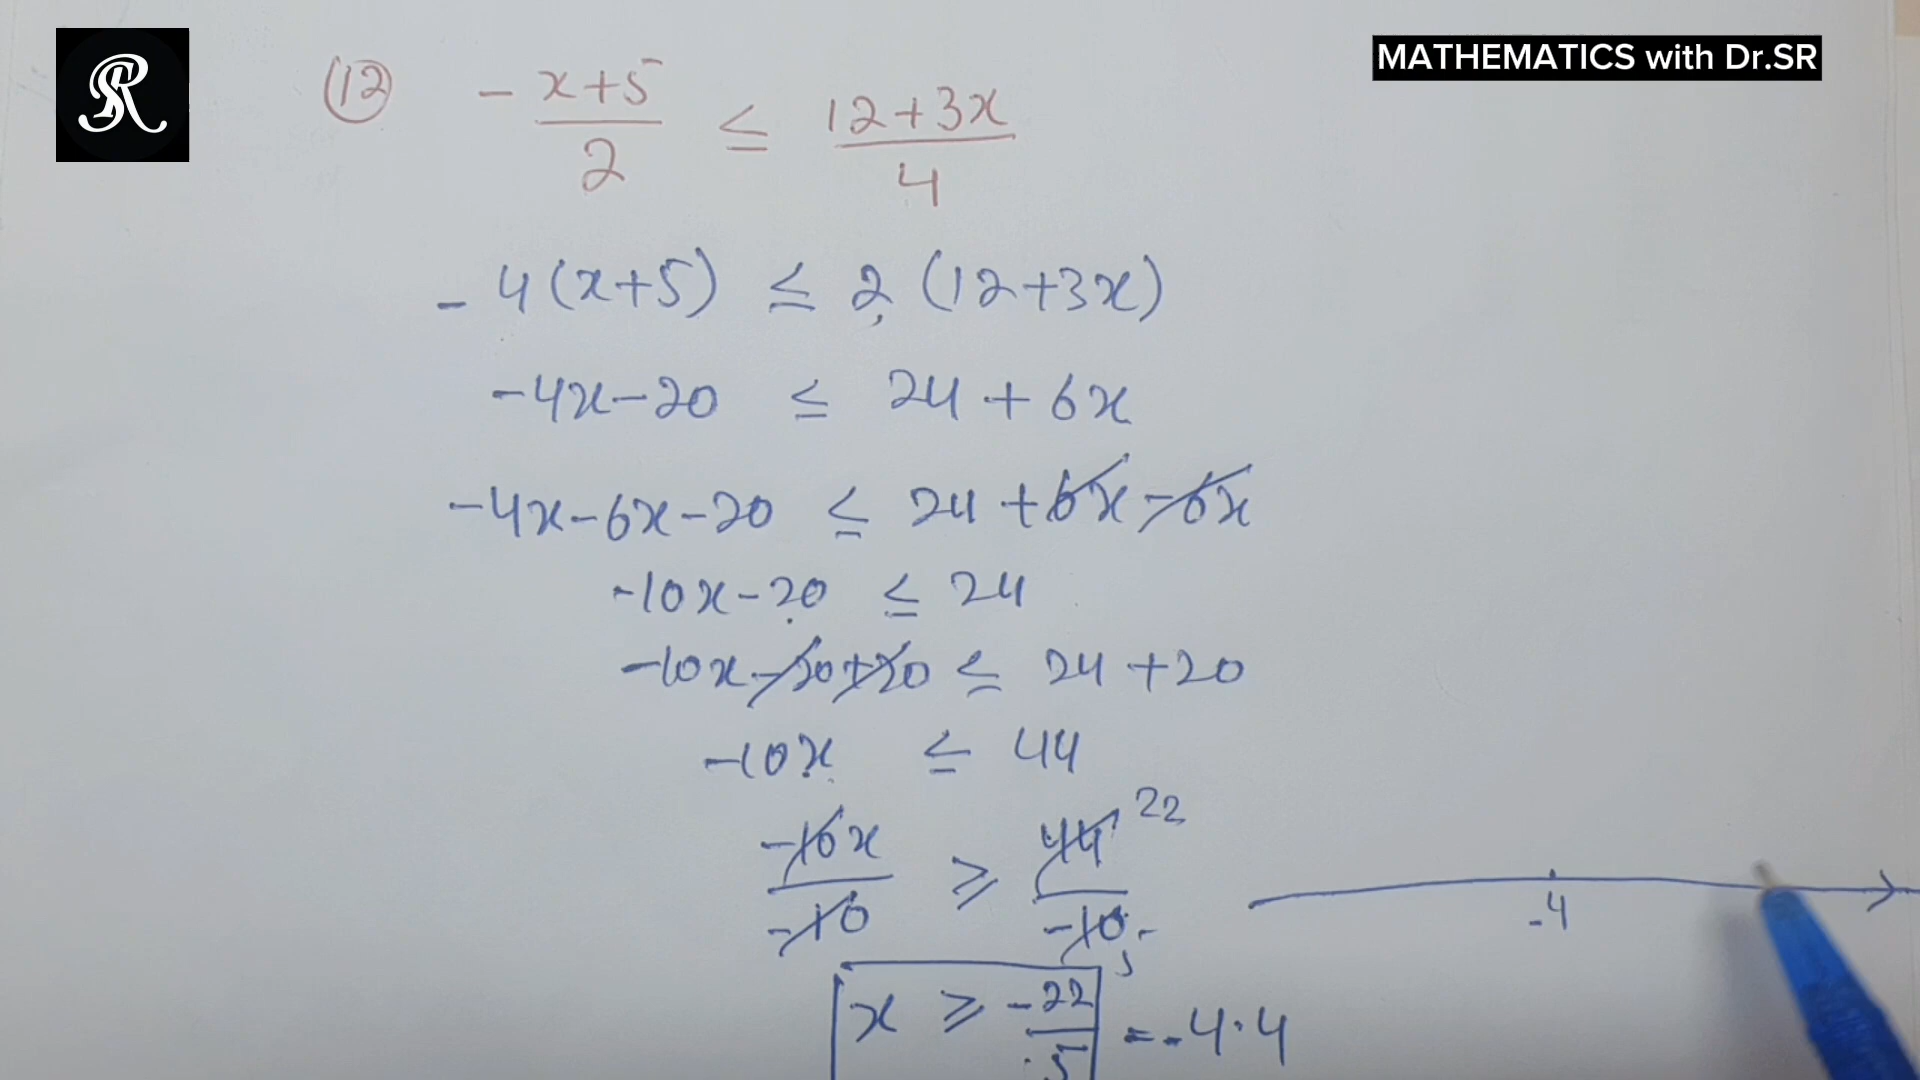 SR
MATHEMATICS with Dr.SR
(12) - x+5/2 ≤ 12+3x/4
-4(x+5) ≤ 2(12+3x)
-4x-20 ≤ 24+6x
-4x-6x-20 ≤ 24+6x-6x
-10x-20 ≤ 24
-10x-20+20 ≤ 24+20
-10x ≤ 44
-10x/-10 ≥ 44/-10 22 5
-4
x ≥ -22/5 = -4.4